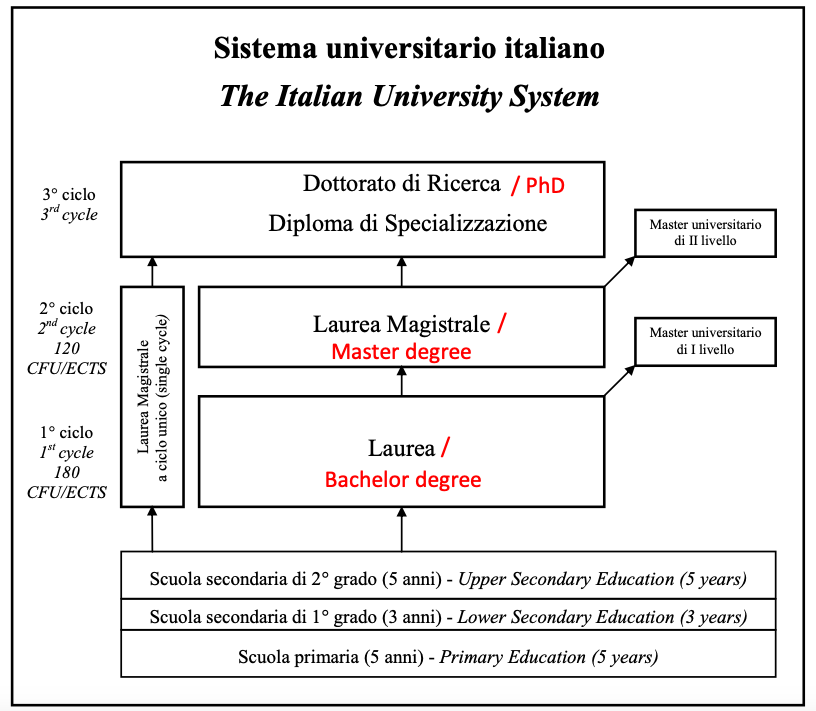 Sistema universitario italiano
The Italian University System
3° ciclo
3rd cycle
Dottorato di Ricerca / PhD
Diploma di Specializzazione
Master universitario
di II livello
2° ciclo
2nd cycle
120
CFU/ECTS
Laurea Magistrale
a ciclo unico (single cycle)
Laurea Magistrale /
Master degree
Master universitario
di I livello
1° ciclo
1st cycle
180
CFU/ECTS
Laurea /
Bachelor degree
Scuola secondaria di 2° grado (5 anni) - Upper Secondary Education (5 years)
Scuola secondaria di 1° grado (3 anni) - Lower Secondary Education (3 years)
Scuola primaria (5 anni) - Primary Education (5 years)